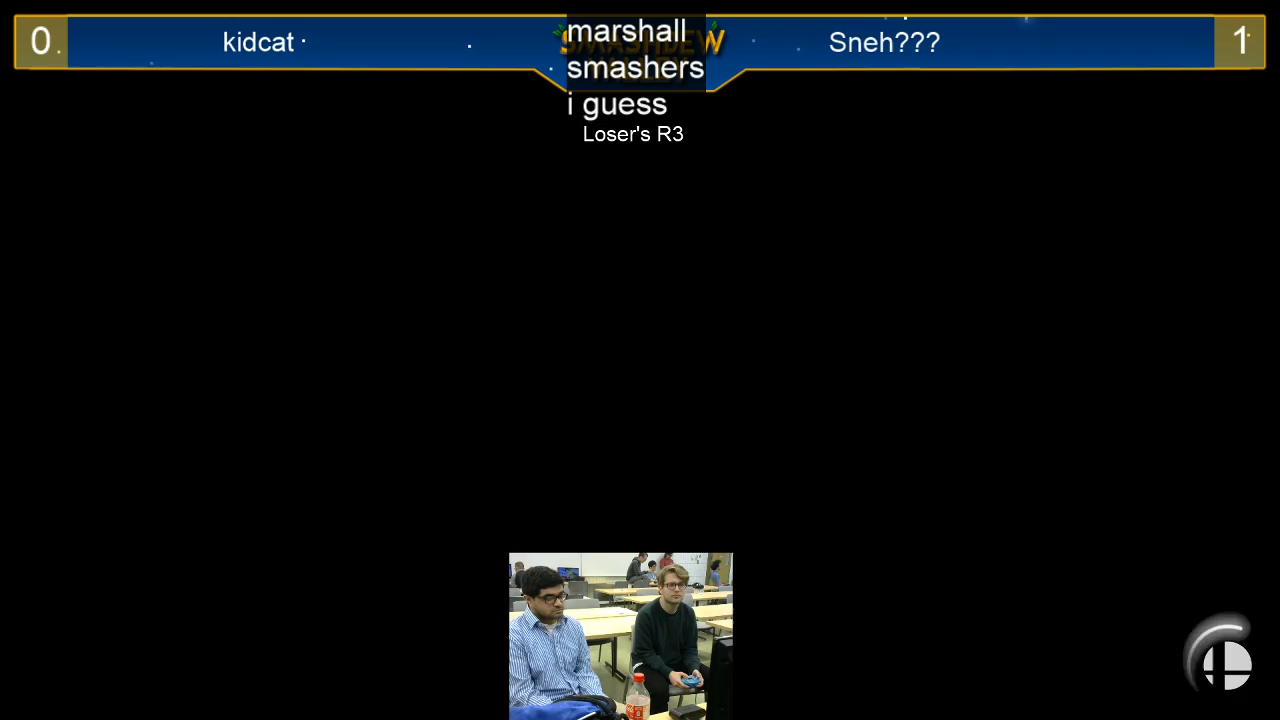 0
kidcat
marshall
smashers
i guess
Loser's R3
Sneh???
1